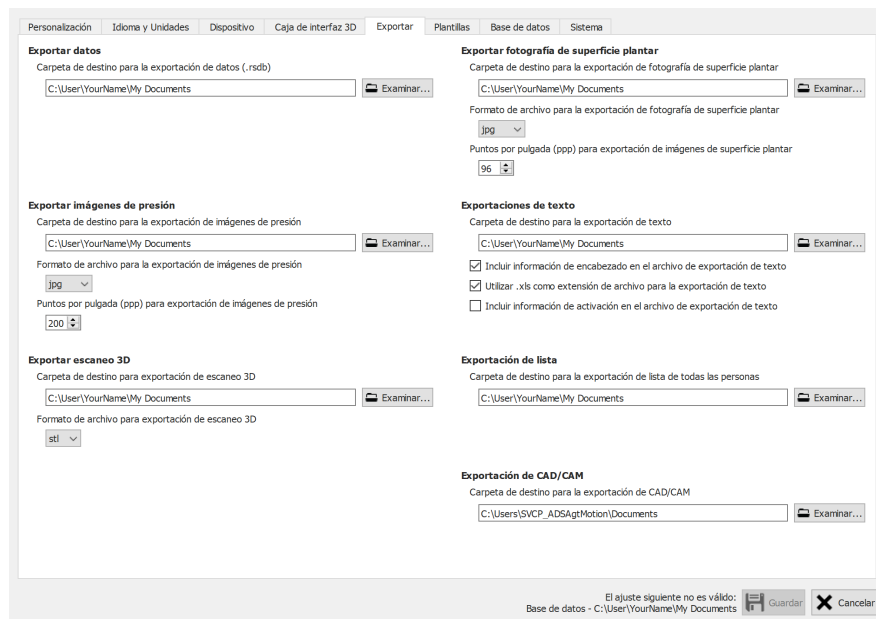 Personalización
Idioma y Unidades
Dispositivo
Caja de interfaz 3D
Exportar
Plantillas
Base de datos
Sistema
Exportar datos
Carpeta de destino para la exportación de datos (.rsdb)
C:\User\YourName\My Documents
Examinar...
Exportar imágenes de presión
Carpeta de destino para la exportación de imágenes de presión
C:\User\YourName\My Documents
Examinar...
Formato de archivo para la exportación de imágenes de presión
jpg
Puntos por pulgada (ppp) para exportación de imágenes de presión
200
Exportar escaneo 3D
Carpeta de destino para exportación de escaneo 3D
C:\User\YourName\My Documents
Examinar...
Formato de archivo para exportación de escaneo 3D
stl
Exportar fotografía de superficie plantar
Carpeta de destino para la exportación de fotografía de superficie plantar
C:\User\YourName\My Documents
Examinar...
Formato de archivo para la exportación de fotografía de superficie plantar
jpg
Puntos por pulgada (ppp) para exportación de imágenes de superficie plantar
96
Exportaciones de texto
Carpeta de destino para la exportación de texto
C:\User\YourName\My Documents
Examinar...
Incluir información de encabezado en el archivo de exportación de texto
Utilizar .xls como extensión de archivo para la exportación de texto
Incluir información de activación en el archivo de exportación de texto
Exportación de lista
Carpeta de destino para la exportación de lista de todas las personas
C:\User\YourName\My Documents
Examinar...
Exportación de CAD/CAM
Carpeta de destino para la exportación de CAD/CAM
C:\Users\SVCP_ADSAgtMotion\Documents
Examinar...
El ajuste siguiente no es válido:
Base de datos - C:\User\YourName\My Documents
Guardar
Cancelar